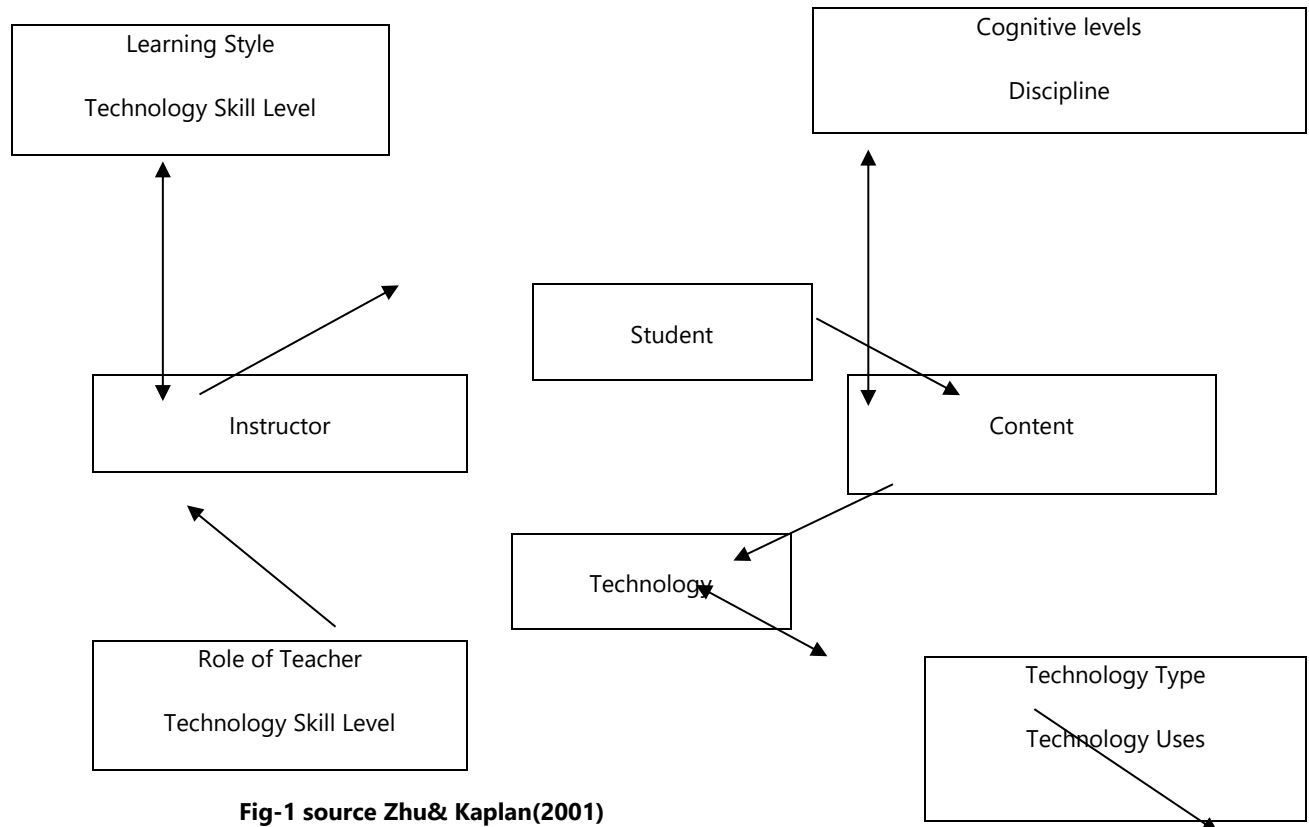 Learning Style
Technology Skill Level
Cognitive levels
Discipline
Student
Instructor
Content
Technology
Role of Teacher
Technology Skill Level
Technology Type
Technology Uses
Fig-1 source Zhu& Kaplan(2001)